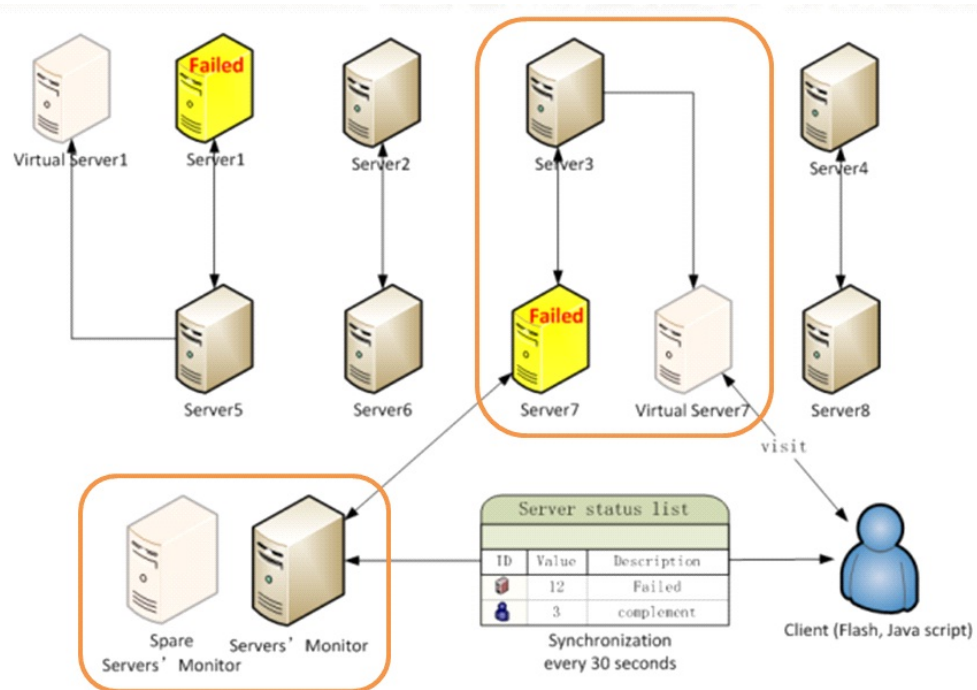 Failed
Virtual Server1
Server1
Server2
Server3
Server4
Failed
Server5
Server6
Server7
Virtual Server7
Server8
visit
Server status list
ID Value Description
12 Failed
3 complement
Spare
Servers' Monitor
Servers' Monitor
Synchronization
every 30 seconds
Client (Flash, Java script)